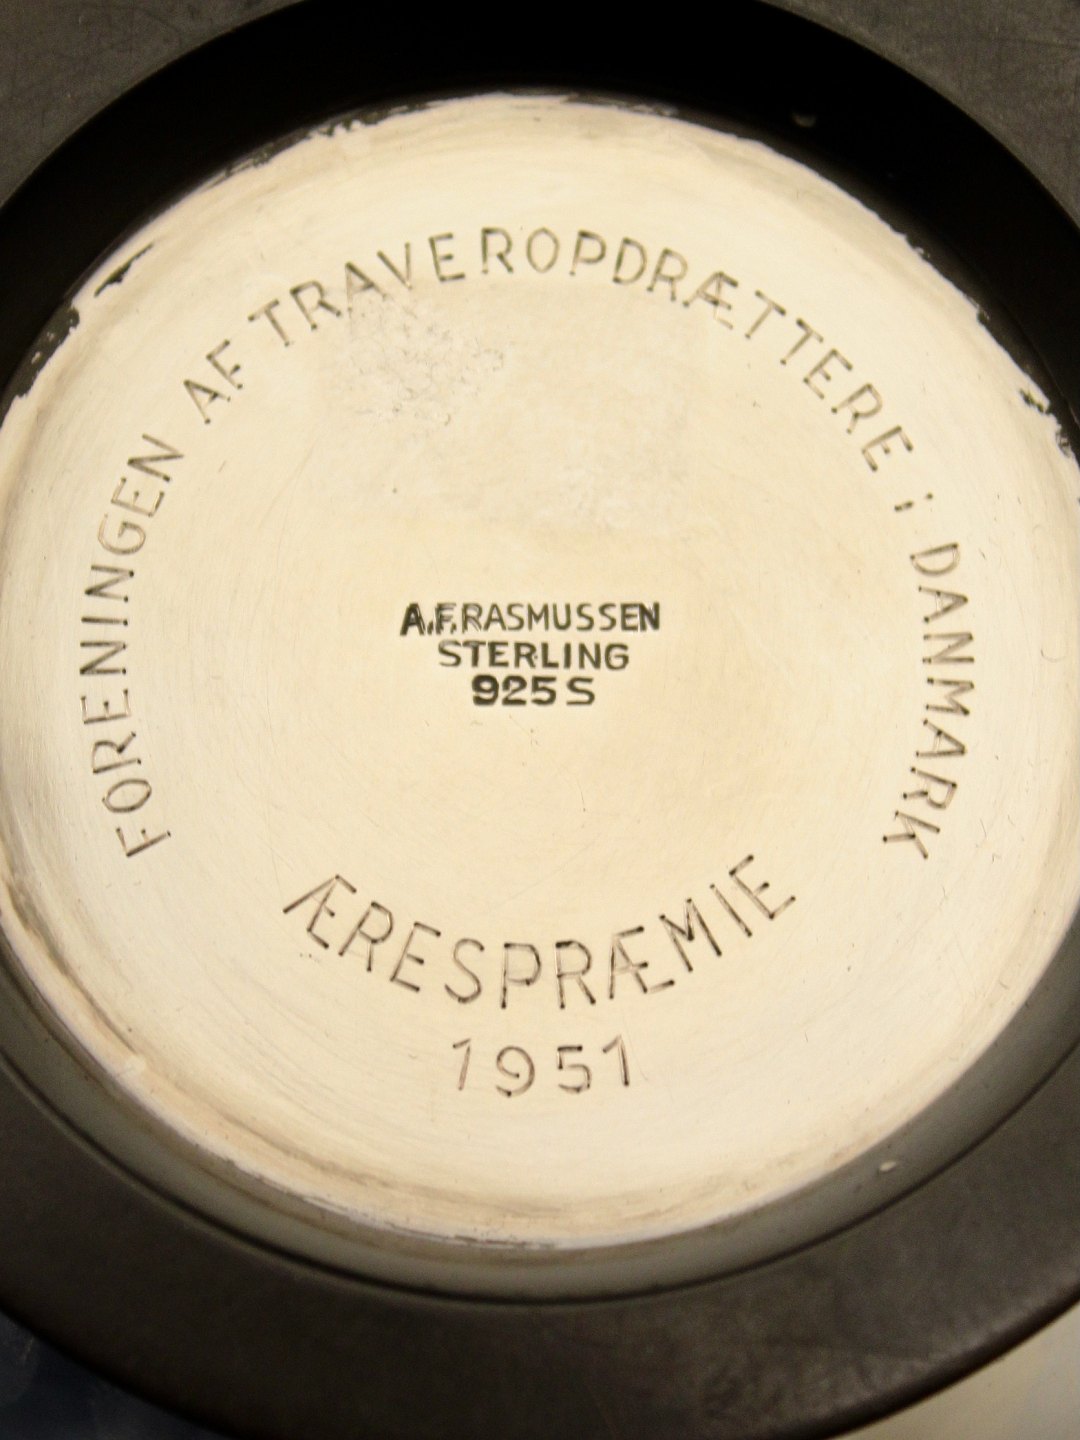 FORENINGEN AF TRAVEROPDRÆTTERE i DANMARK
A.F.RASMUSSEN
STERLING
925 S
ÆRESPRÆMIE
1951